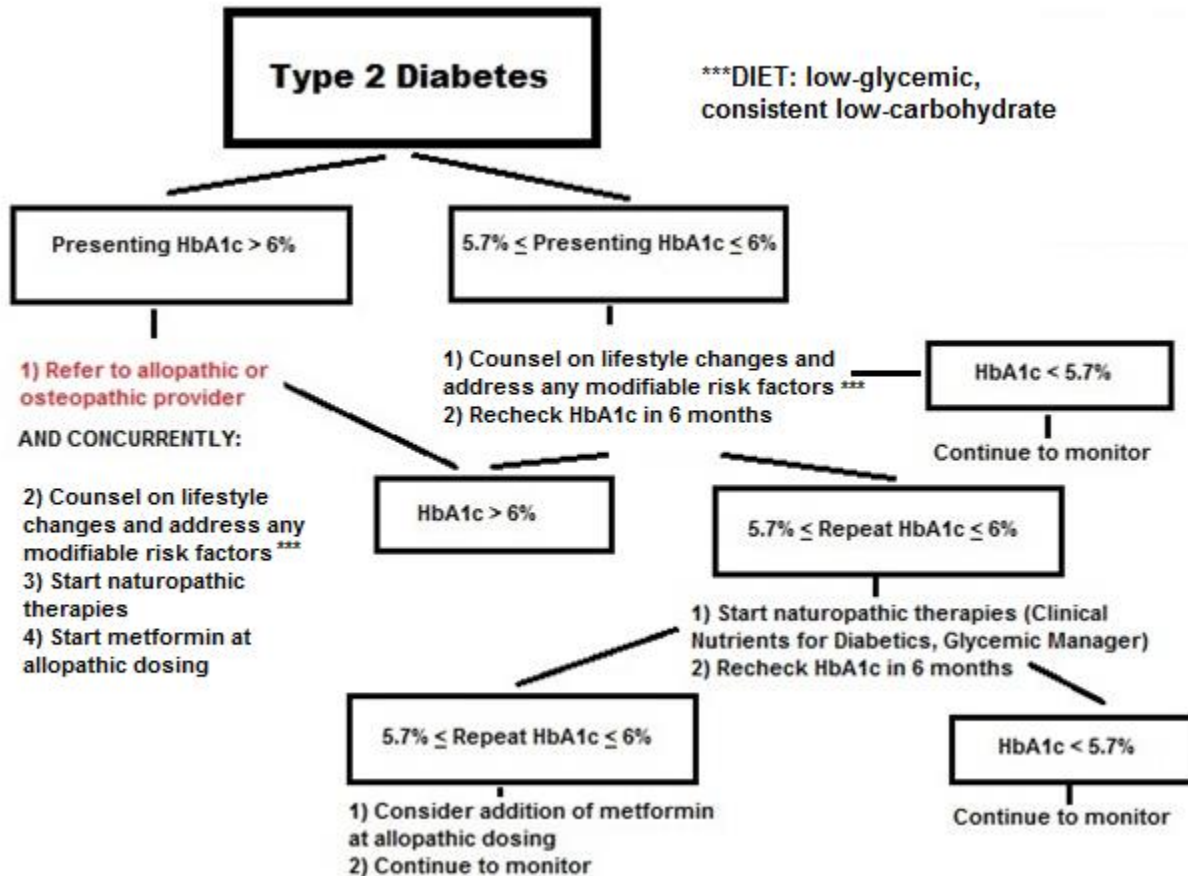 Type 2 Diabetes
***DIET: low-glycemic,
consistent low-carbohydrate
Presenting HbA1c > 6%
5.7% ≤ Presenting HbA1c ≤ 6%
1) Refer to allopathic or
osteopathic provider
AND CONCURRENTLY:
2) Counsel on lifestyle
changes and address any
modifiable risk factors ***
3) Start naturopathic
therapies
4) Start metformin at
allopathic dosing
1) Counsel on lifestyle changes and
address any modifiable risk factors ***
2) Recheck HbA1c in 6 months
HbA1c < 5.7%
Continue to monitor
HbA1c > 6%
5.7% ≤ Repeat HbA1c ≤ 6%
1) Start naturopathic therapies (Clinical
Nutrients for Diabetics, Glycemic Manager)
2) Recheck HbA1c in 6 months
5.7% ≤ Repeat HbA1c ≤ 6%
1) Consider addition of metformin
at allopathic dosing
2) Continue to monitor
HbA1c < 5.7%
Continue to monitor